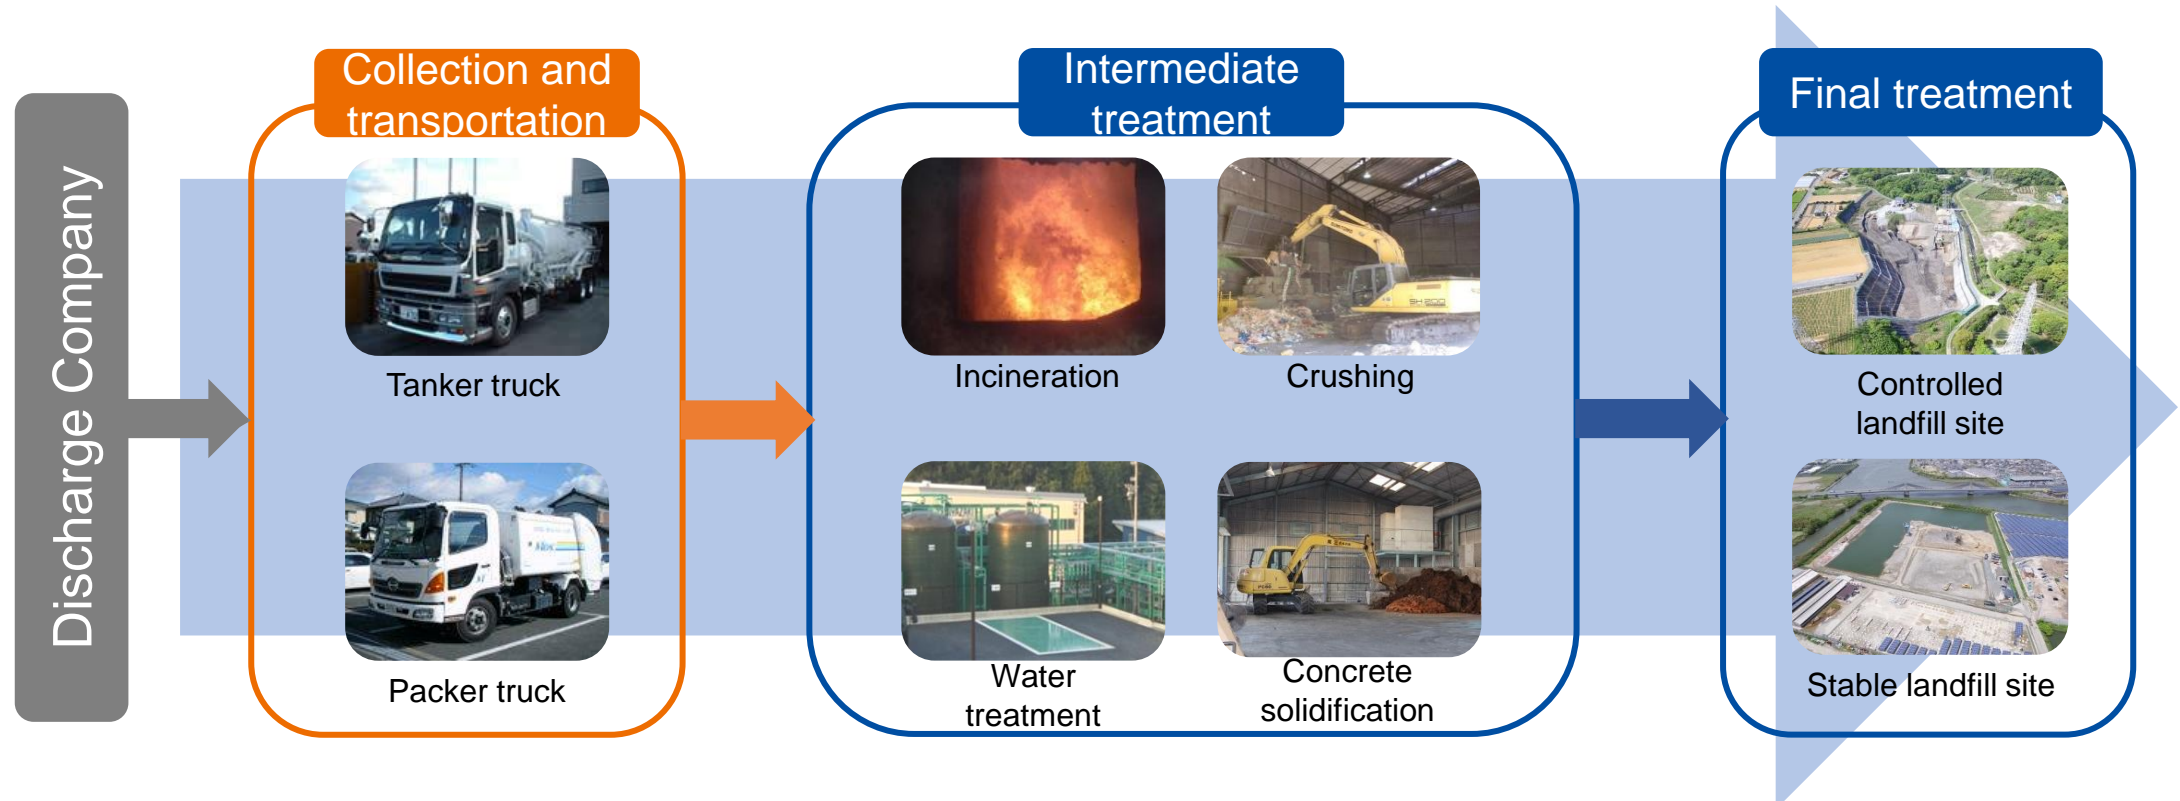 Discharge Company
Collection and
transportation
Tanker truck
Packer truck
Intermediate
treatment
Incineration
Crushing
SH200
Water
treatment
Concrete
solidification
Final treatment
Controlled
landfill site
Stable landfill site